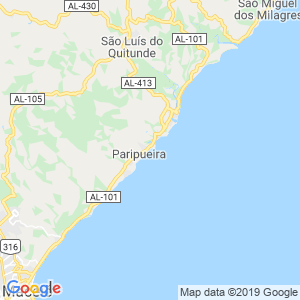 AL-430
São Miguel
dos Milagres
AL-101
São Luís do
Quitunde
AL-413
AL-105
Paripueira
AL-101
316
Map data ©2019 Google